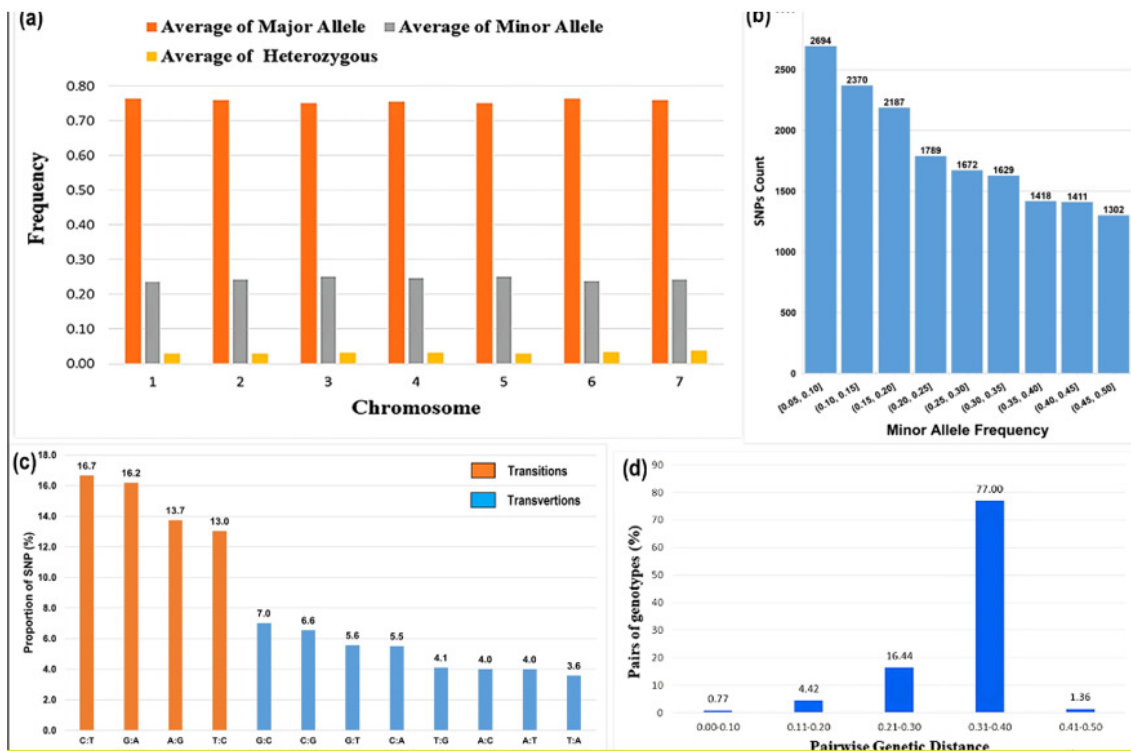 (a)
Average of Major Allele
Average of Minor Allele
Average of Heterozygous
0.80
0.70
0.60
0.50
0.40
0.30
0.20
0.10
0.00
Frequency
1 2 3 4 5 6 7
Chromosome
(b)
2500
2000
1500
1000
500
0
SNPs Count
2694
2370
2187
1789
1672
1629
1418
1411
1302
[0.05, 0.10]
(0.10, 0.15]
(0.15, 0.20]
(0.20, 0.25]
(0.25, 0.30]
(0.30, 0.35]
(0.35, 0.40]
(0.40, 0.45]
(0.45, 0.50]
Minor Allele Frequency
(c)
18.0
16.0
14.0
12.0
10.0
8.0
6.0
4.0
2.0
0.0
Proportion of SNP (%)
Transitions
Transvertions
16.7 16.2 13.7 13.0 7.0 6.6 5.6 5.5 4.1 4.0 4.0 3.6
C:T G:A A:G T:C G:C C:G G:T C:A T:G A:C A:T T:A
(d)
90
80
70
60
50
40
30
20
10
0
Pairs of genotypes (%)
0.77 4.42 16.44 77.00 1.36
0.00-0.10 0.11-0.20 0.21-0.30 0.31-0.40 0.41-0.50
Pairwise Genetic Distance